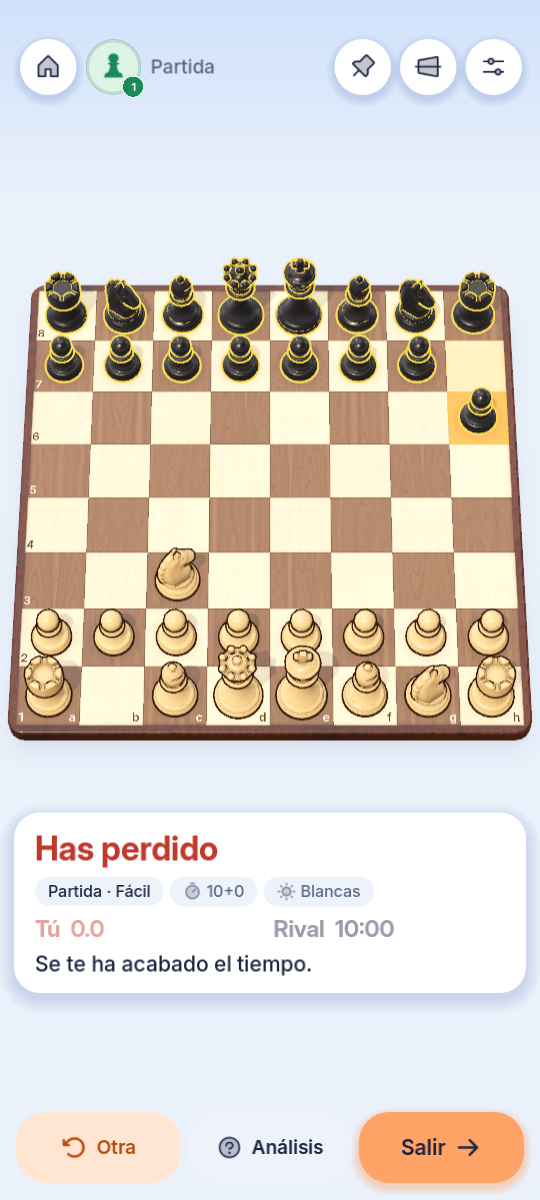 Partida
1
8
7
6
5
4
3
2
1 a b c d e f g h
Has perdido
Partida · Fácil 10+0 Blancas
Tú 0.0 Rival 10:00
Se te ha acabado el tiempo.
Otra Análisis Salir